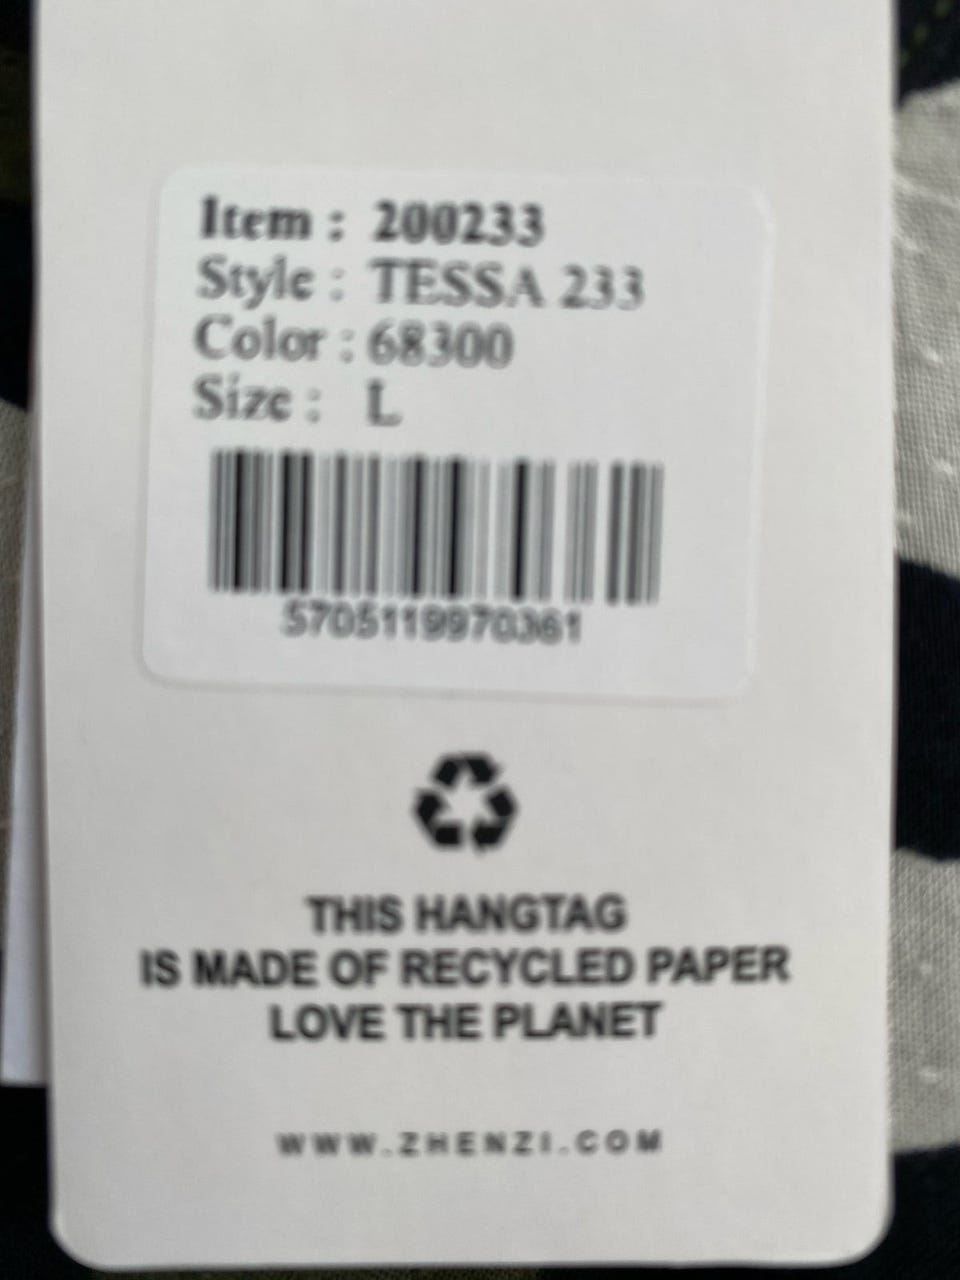 Item : 200233
Style : TESSA 233
Color : 68300
Size : L
5705119970361
THIS HANGTAG
IS MADE OF RECYCLED PAPER
LOVE THE PLANET
WWW.ZHENZI.COM